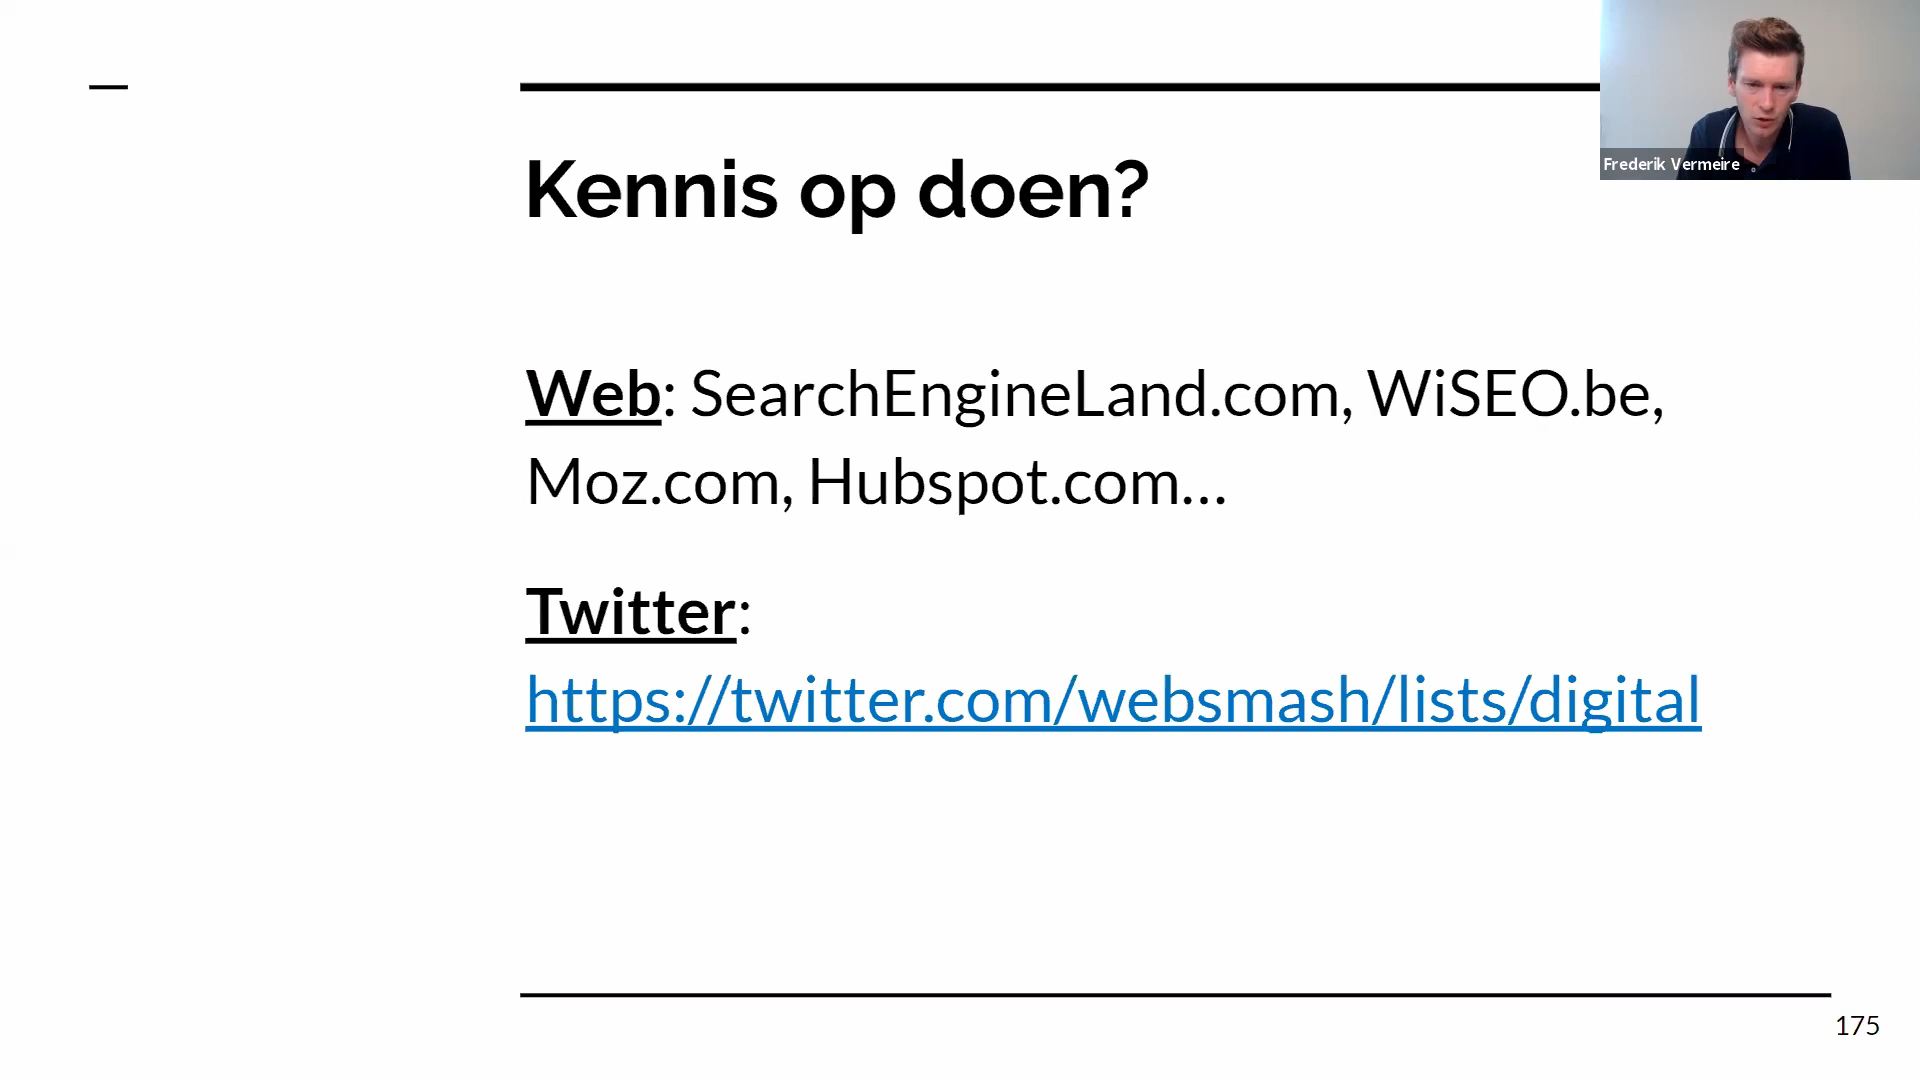 Frederik Vermeire
Kennis op doen?
Web: SearchEngineLand.com, WiSEO.be,
Moz.com, Hubspot.com...
Twitter:
https://twitter.com/websmash/lists/digital
175